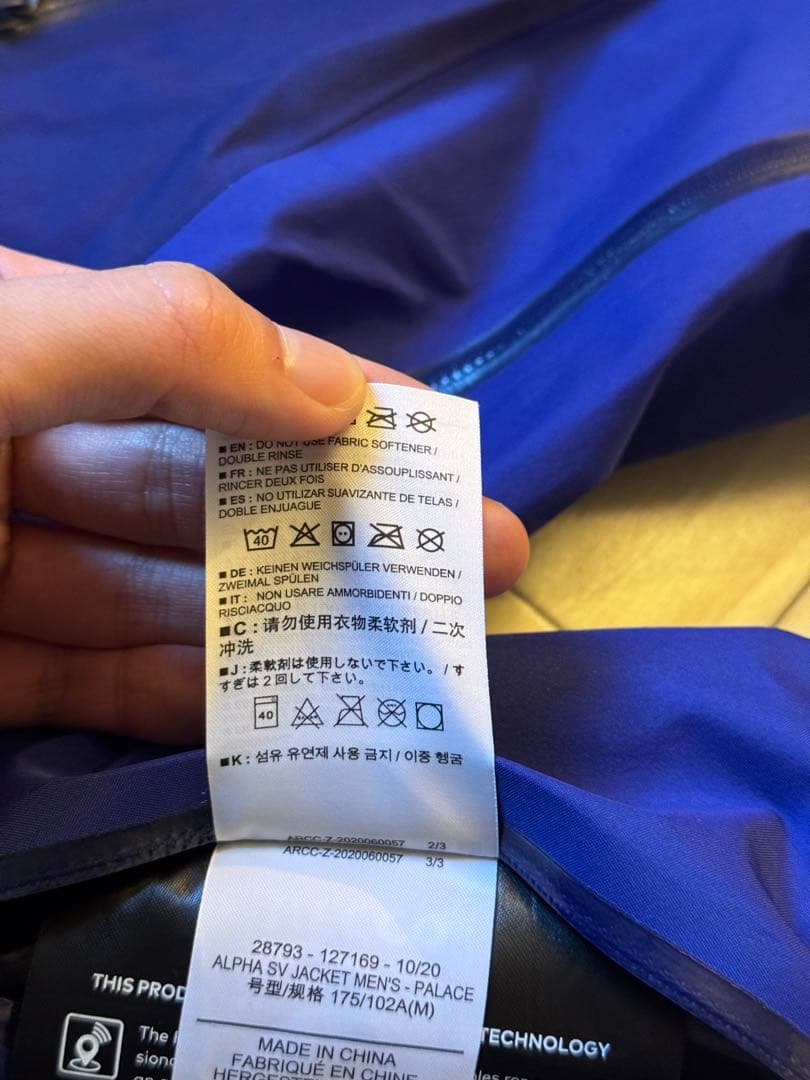 ■ EN : DO NOT USE FABRIC SOFTENER /
DOUBLE RINSE
■ FR : NE PAS UTILISER D'ASSOUPLISSANT /
RINCER DEUX FOIS
■ ES : NO UTILIZAR SUAVIZANTE DE TELAS /
DOBLE ENJUAGUE
40
■ DE : KEINEN WEICHSPÜLER VERWENDEN /
ZWEIMAL SPÜLEN
■ IT : NON USARE AMMORBIDENTI / DOPPIO
RISCIACQUO
■C : 请勿使用衣物柔软剂 / 二次
冲洗
■J : 柔軟剤は使用しないで下さい。 / す
すぎは2回して下さい。
40
■K : 섬유 유연제 사용 금지 / 이중 헹굼
ARCC-Z-2020060057 2/3
ARCC-Z-2020060057 3/3
28793 - 127169 - 10/20
ALPHA SV JACKET MEN'S - PALACE
号型/规格 175/102A(M)
MADE IN CHINA
FABRIQUÉ EN CHINE
THIS
TECHNOLOGY
The